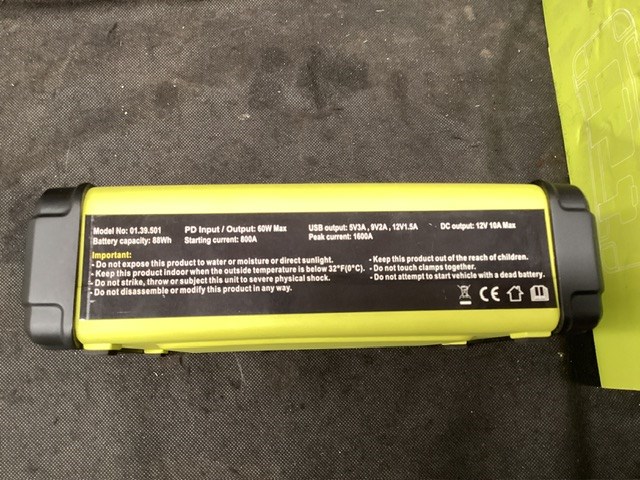 Model No: 01.39.501 PD Input / Output: 60W Max USB output: 5V3A , 9V2A , 12V1.5A DC output: 12V 10A Max
Battery capacity: 88Wh Starting current: 800A Peak current: 1600A
Important:
- Do not expose this product to water or moisture or direct sunlight.
- Keep this product indoor when the outside temperature is below 32°F(0°C).
- Do not strike, throw or subject this unit to severe physical shock.
- Do not disassemble or modify this product in any way.
- Keep this product out of the reach of children.
- Do not touch clamps together.
- Do not attempt to start vehicle with a dead battery.
CE